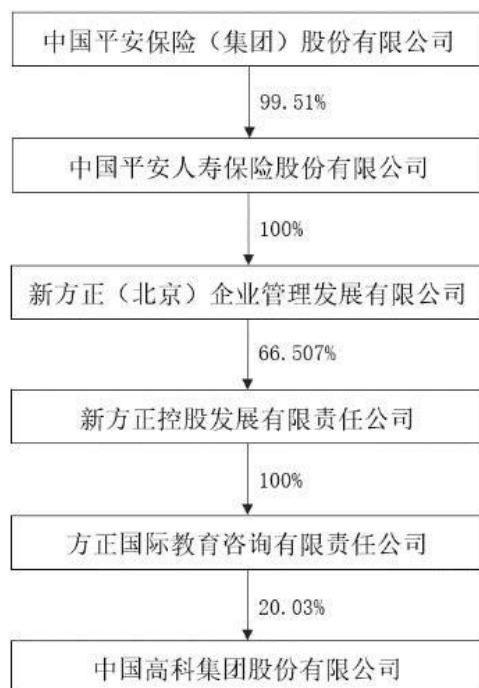 中国平安保险（集团）股份有限公司
99.51%
中国平安人寿保险股份有限公司
100%
新方正（北京）企业管理发展有限公司
66.507%
新方正控股发展有限责任公司
100%
方正国际教育咨询有限责任公司
20.03%
中国高科集团股份有限公司